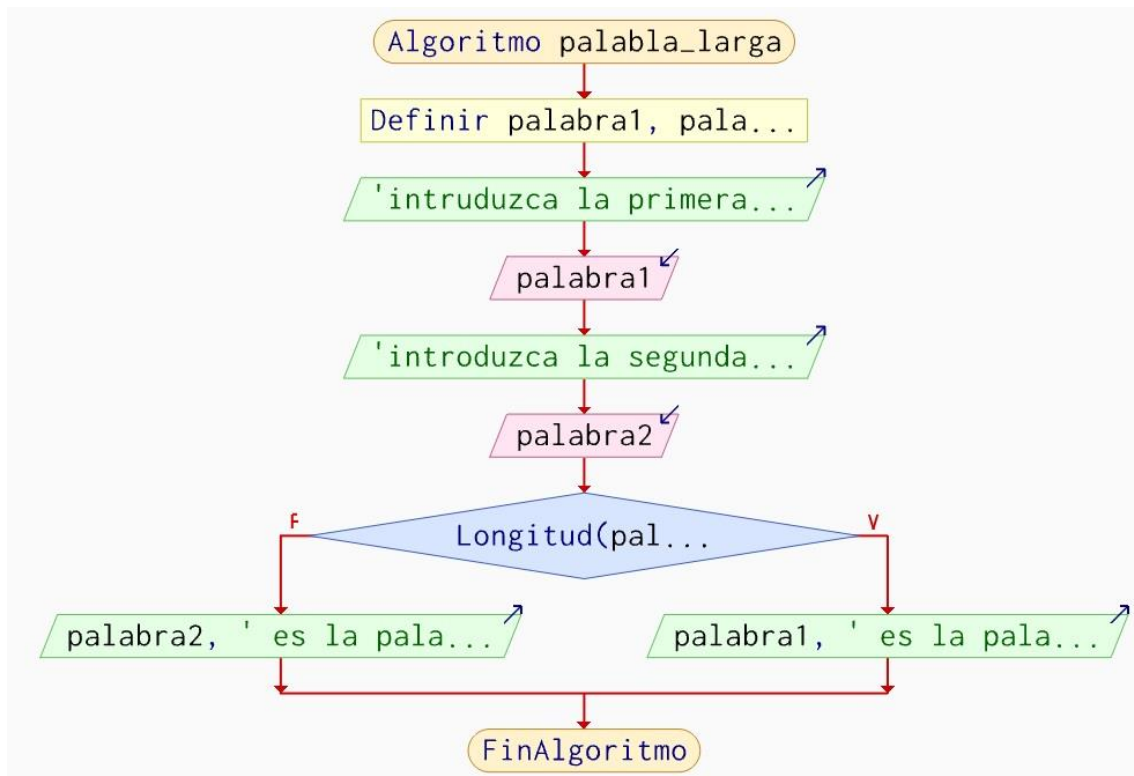 Algoritmo palabla_larga
Definir palabra1, pala...
'intruduzca la primera...
palabra1
'introduzca la segunda...
palabra2
F
Longitud(pal...
V
palabra2, ' es la pala...
palabra1, ' es la pala...
FinAlgoritmo